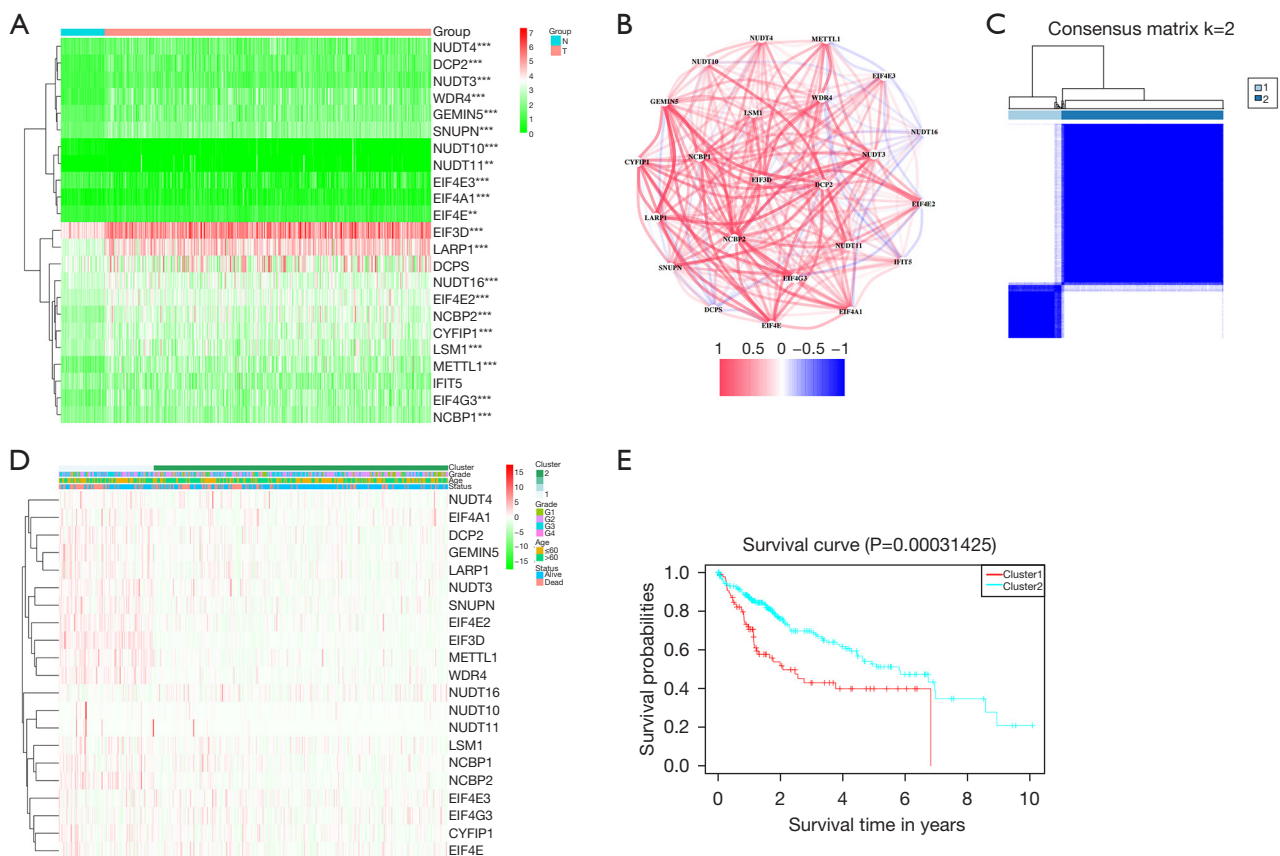 A
Group
NUDT4***
DCP2***
NUDT3***
WDR4***
GEMIN5***
SNUPN***
NUDT10***
NUDT11**
EIF4E3***
EIF4A1***
EIF4E**
EIF3D***
LARP1***
DCPS
NUDT16***
EIF4E2***
NCBP2***
CYFIP1***
LSM1***
METTL1***
IFIT5
EIF4G3***
NCBP1***
7
6
5
4
3
2
1
0
Group
N
T
B
NUDT4
METTL1
NUDT10
EIF4E3
GEMIN5
WDR4
LSM1
NUDT16
CYFIP1
NCBP1
NUDT3
EIF3D
DCP2
LARP1
EIF4E2
NCBP2
NUDT11
SNUPN
IFIT5
EIF4G3
DCPS
EIF4E
EIF4A1
1 0.5 0 −0.5 −1
C
Consensus matrix k=2
1
2
D
Cluster
Grade
Age
Status
NUDT4
EIF4A1
DCP2
GEMIN5
LARP1
NUDT3
SNUPN
EIF4E2
EIF3D
METTL1
WDR4
NUDT16
NUDT10
NUDT11
LSM1
NCBP1
NCBP2
EIF4E3
EIF4G3
CYFIP1
EIF4E
15
10
5
0
−5
−10
−15
Cluster
2
1
Grade
G1
G2
G3
G4
Age
≤60
>60
Status
Alive
Dead
E
Survival curve (P=0.00031425)
Cluster1
Cluster2
Survival probabilities
1.0
0.8
0.6
0.4
0.2
0.0
0 2 4 6 8 10
Survival time in years